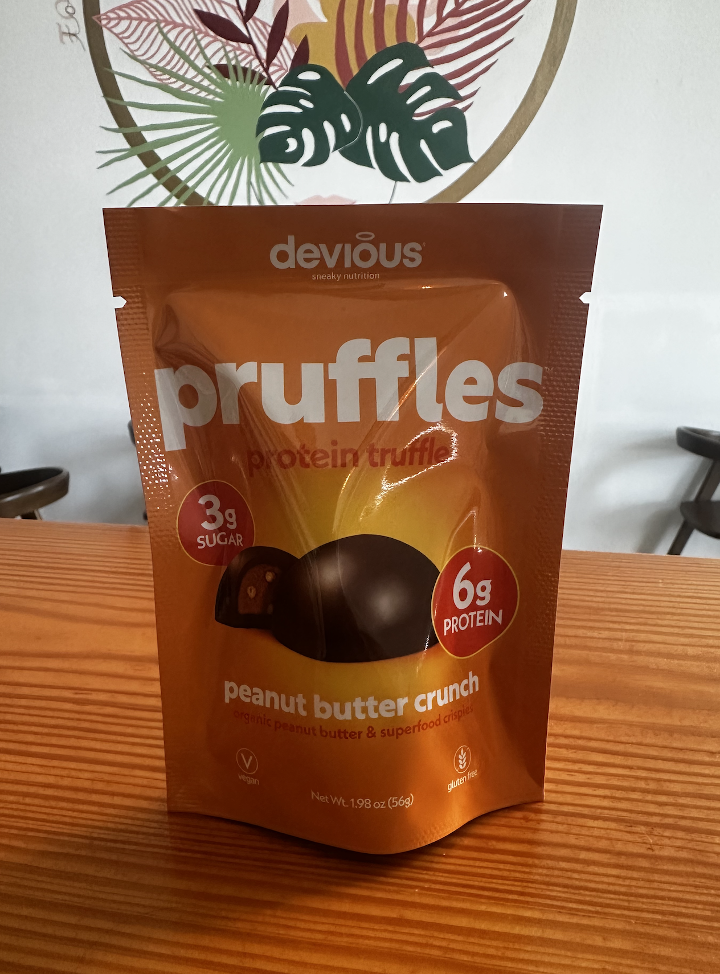 devious
sneaky nutrition
pruffles
protein truffles
3g
SUGAR
6g
PROTEIN
peanut butter crunch
organic peanut butter & superfood crispies
vegan
gluten free
Net Wt. 1.98 oz (56g)